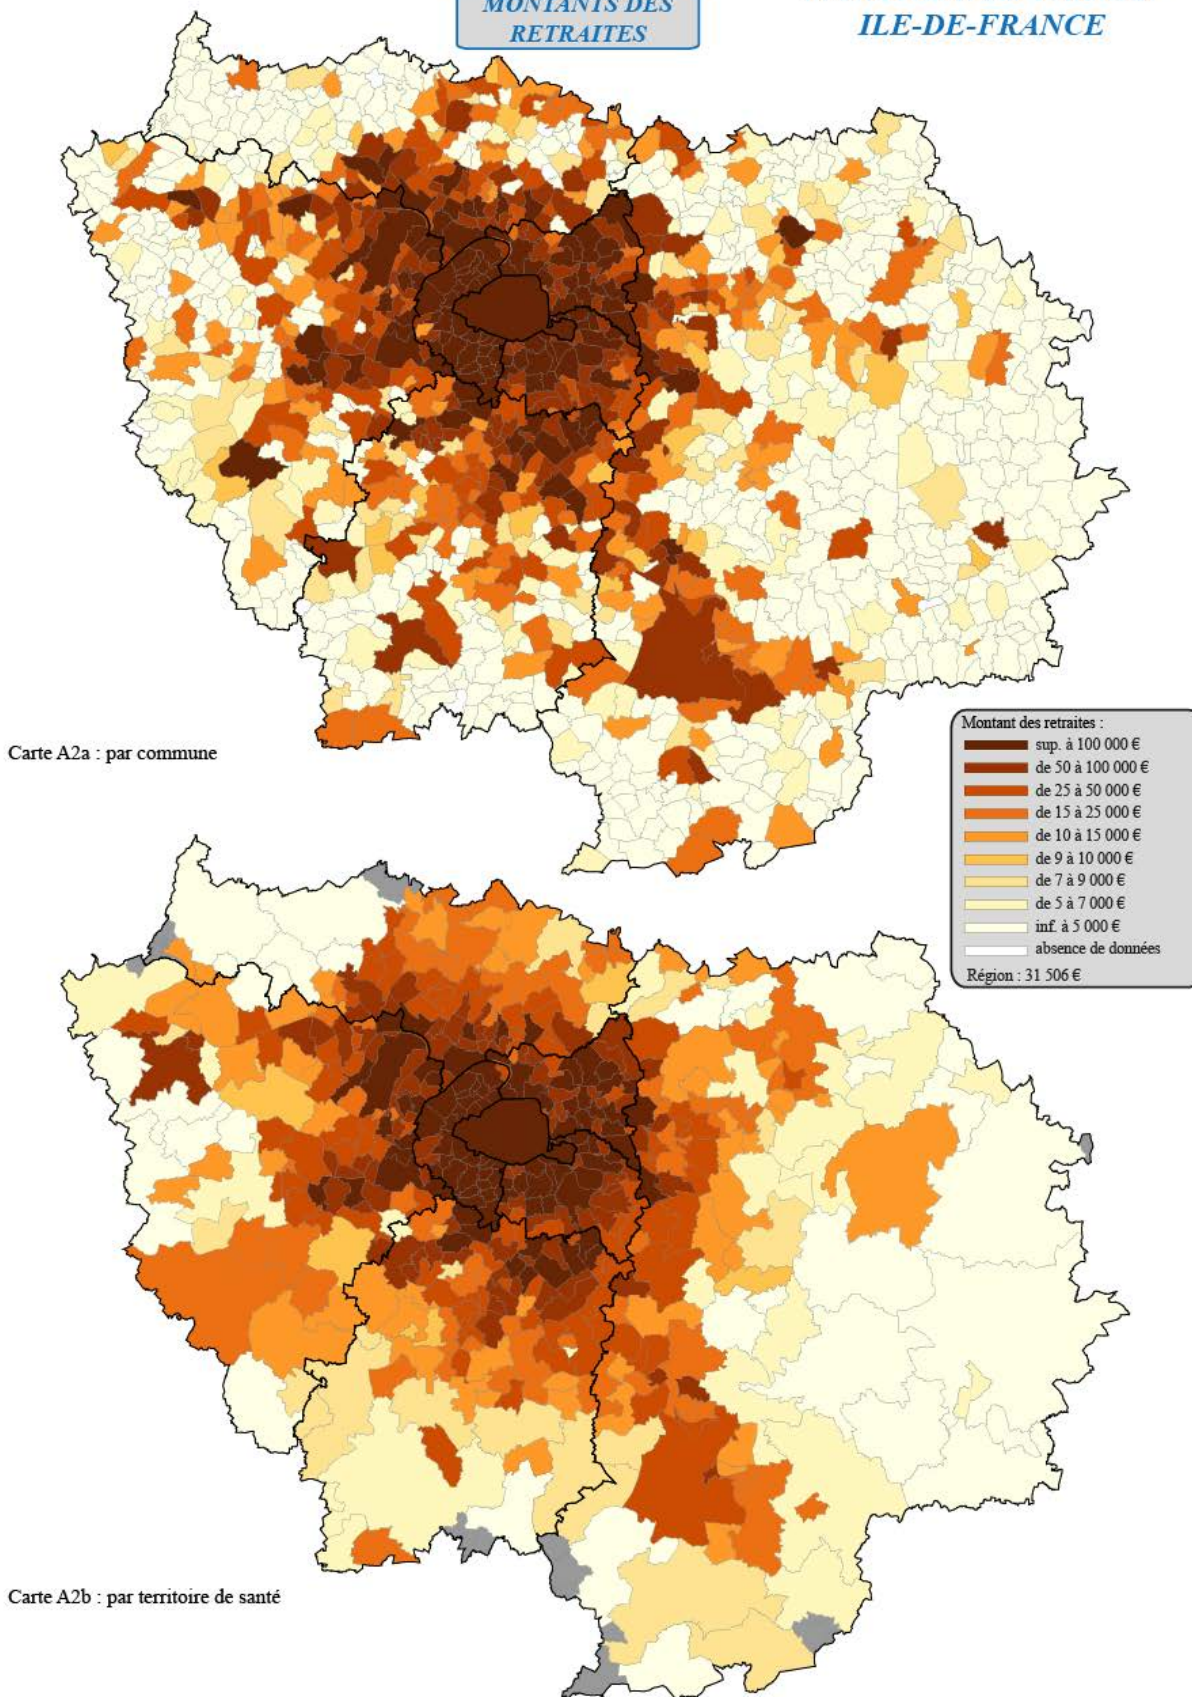 MONTANTS DES
RETRAITES
ILE-DE-FRANCE
Carte A2a : par commune
Montant des retraites :
sup. à 100 000 €
de 50 à 100 000 €
de 25 à 50 000 €
de 15 à 25 000 €
de 10 à 15 000 €
de 9 à 10 000 €
de 7 à 9 000 €
de 5 à 7 000 €
inf. à 5 000 €
absence de données
Région : 31 506 €
Carte A2b : par territoire de santé